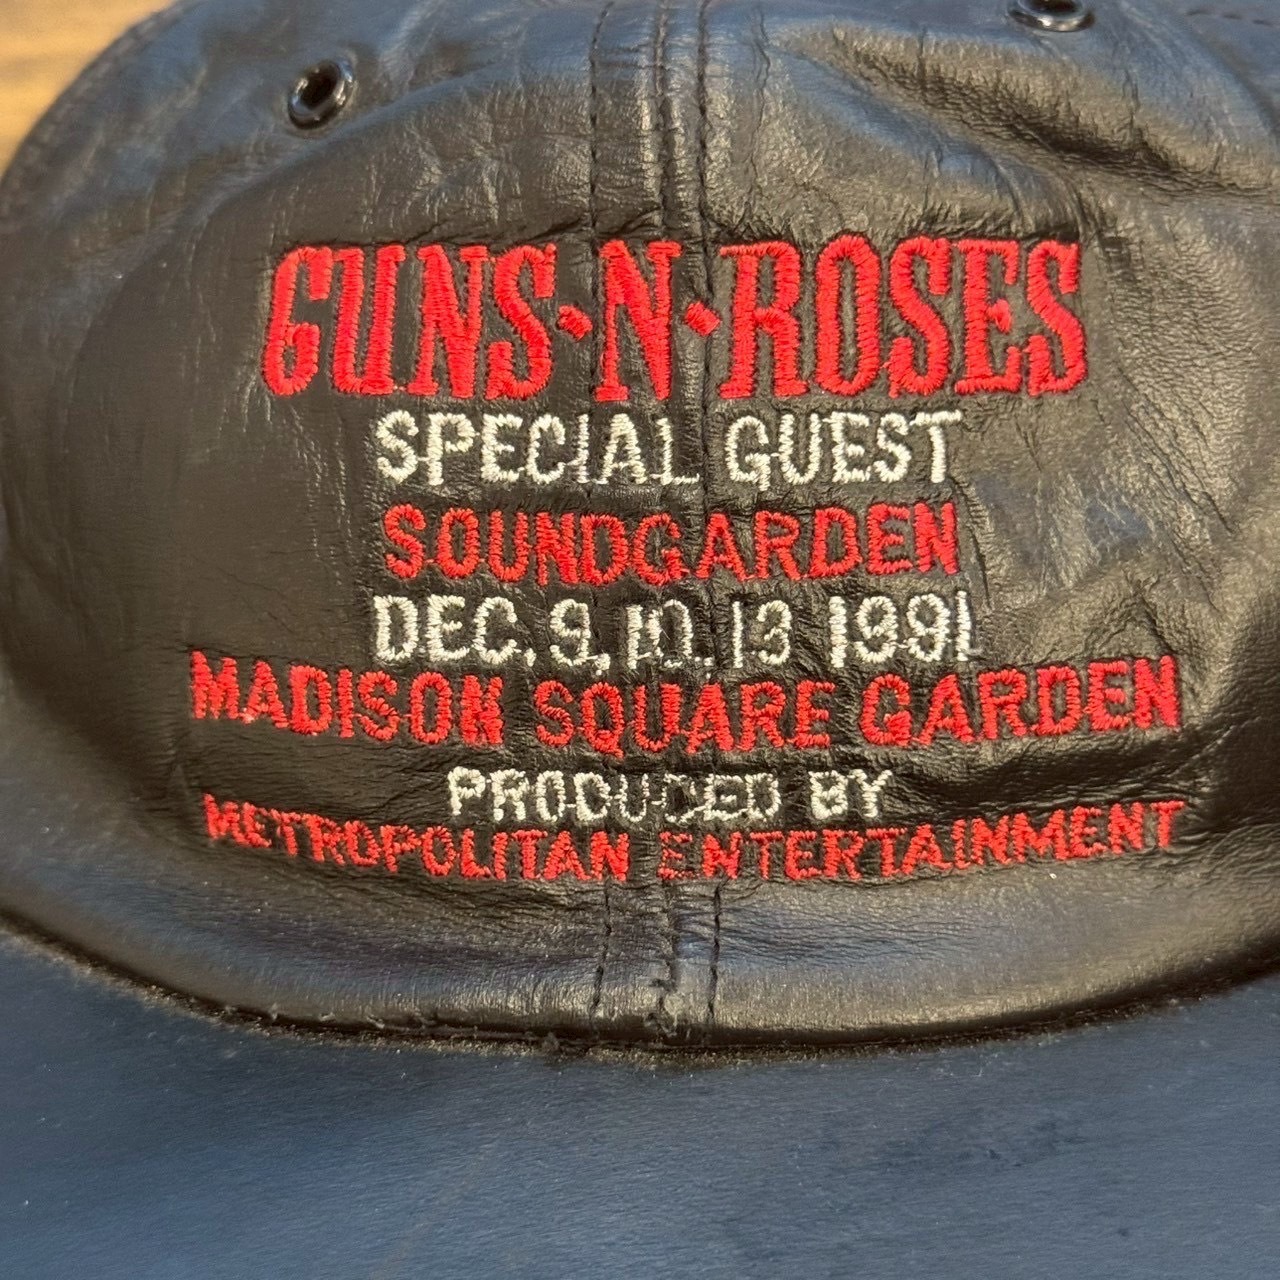 GUNS·N·ROSES
SPECIAL GUEST
SOUNDGARDEN
DEC. 9, 10, 13 1991
MADISON SQUARE GARDEN
PRODUCED BY
METROPOLITAN ENTERTAINMENT